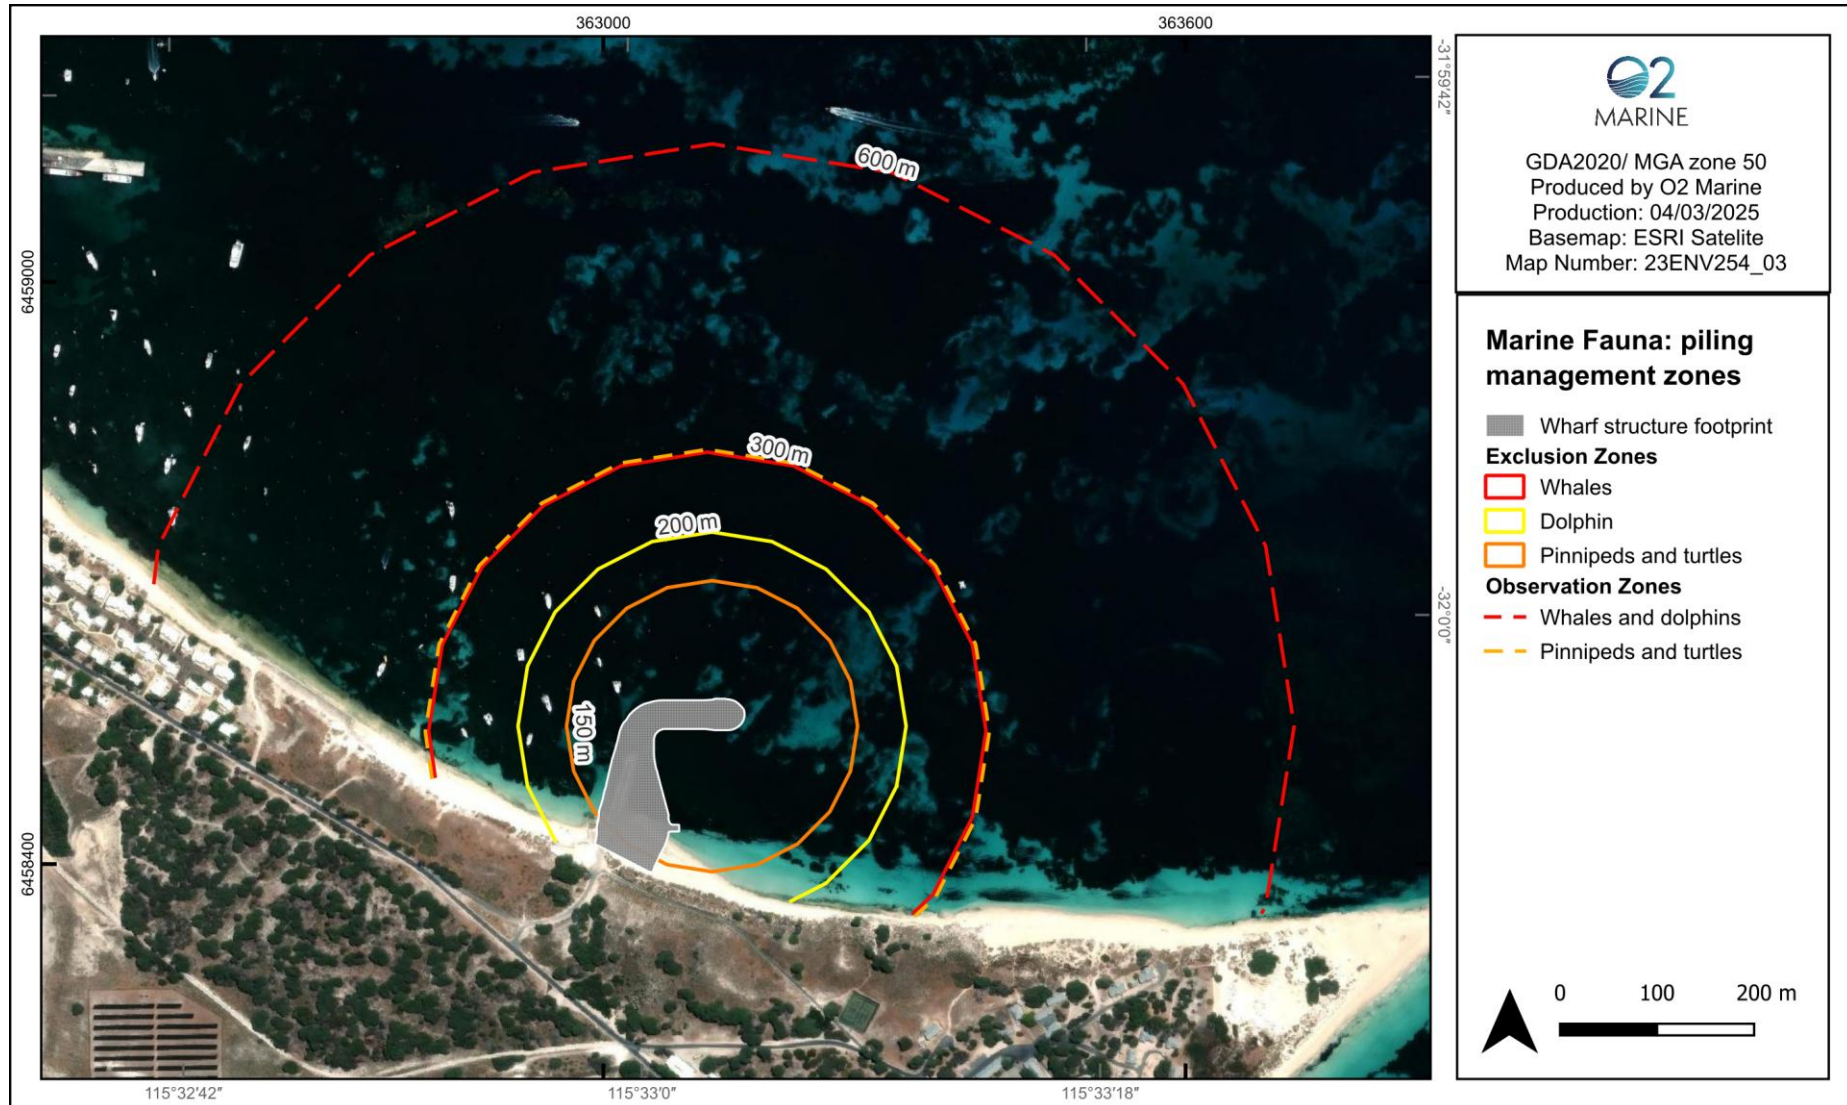 363000
363600
-31°59'42"
6459000
600 m
300 m
200 m
150 m
-32°0'0"
6458400
115°32'42"
115°33'0"
115°33'18"
O2
MARINE
GDA2020/ MGA zone 50
Produced by O2 Marine
Production: 04/03/2025
Basemap: ESRI Satelite
Map Number: 23ENV254_03
Marine Fauna: piling
management zones
Wharf structure footprint
Exclusion Zones
Whales
Dolphin
Pinnipeds and turtles
Observation Zones
Whales and dolphins
Pinnipeds and turtles
0 100 200 m